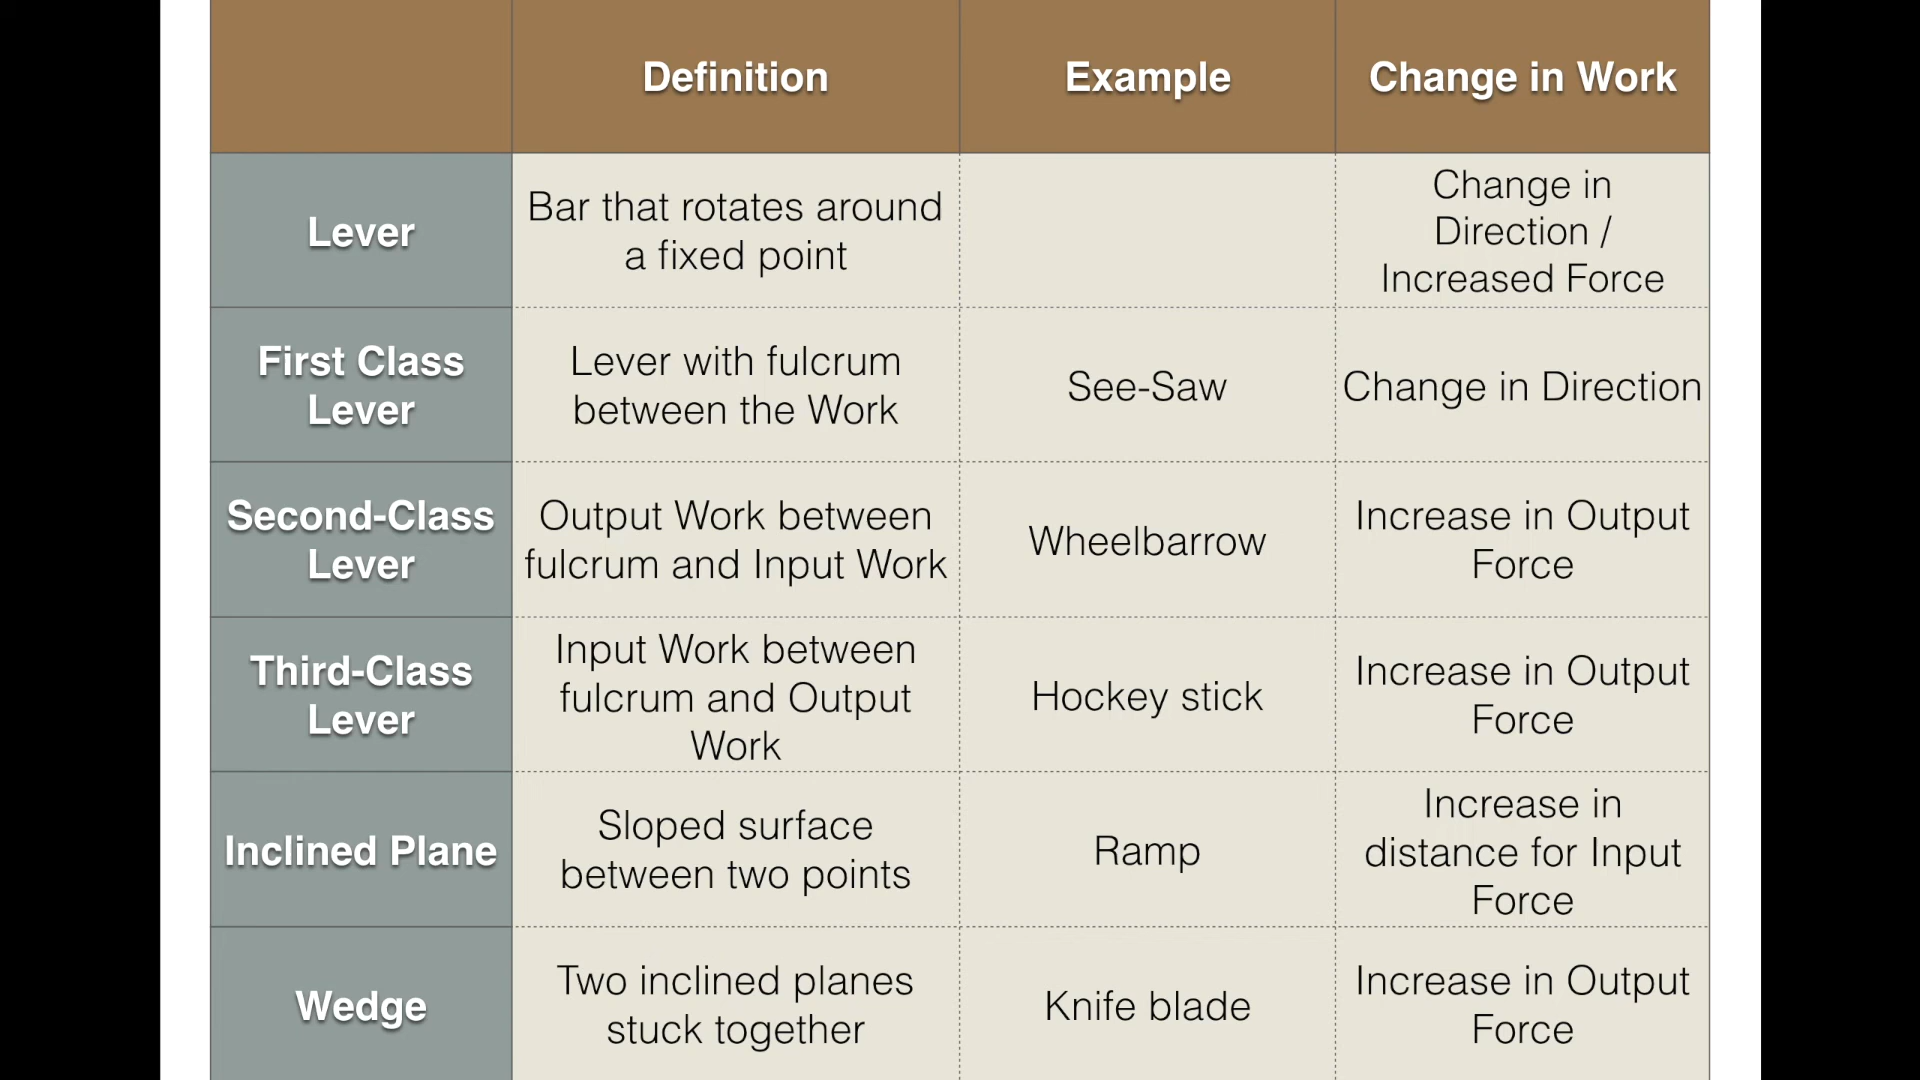 Definition
Example
Change in Work
Lever
Bar that rotates around
a fixed point
Change in
Direction /
Increased Force
First Class
Lever
Lever with fulcrum
between the Work
See-Saw
Change in Direction
Second-Class
Lever
Output Work between
fulcrum and Input Work
Wheelbarrow
Increase in Output
Force
Third-Class
Lever
Input Work between
fulcrum and Output
Work
Hockey stick
Increase in Output
Force
Inclined Plane
Sloped surface
between two points
Ramp
Increase in
distance for Input
Force
Wedge
Two inclined planes
stuck together
Knife blade
Increase in Output
Force